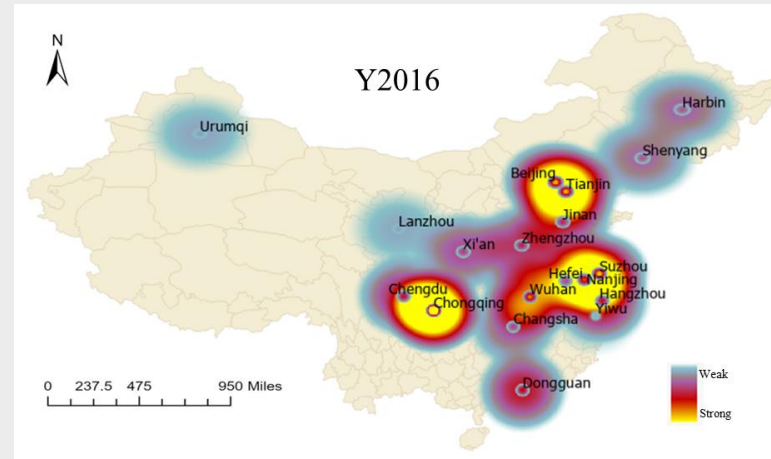 N
Y2016
Harbin
Urumqi
Shenyang
Beijing
Tianjin
Jinan
Lanzhou
Zhengzhou
Xi'an
Suzhou
Hefei
Nanjing
Chengdu
Wuhan
Hangzhou
Chongqing
Yiwu
Changsha
Weak
Dongguan
0 237.5 475 950 Miles
Strong